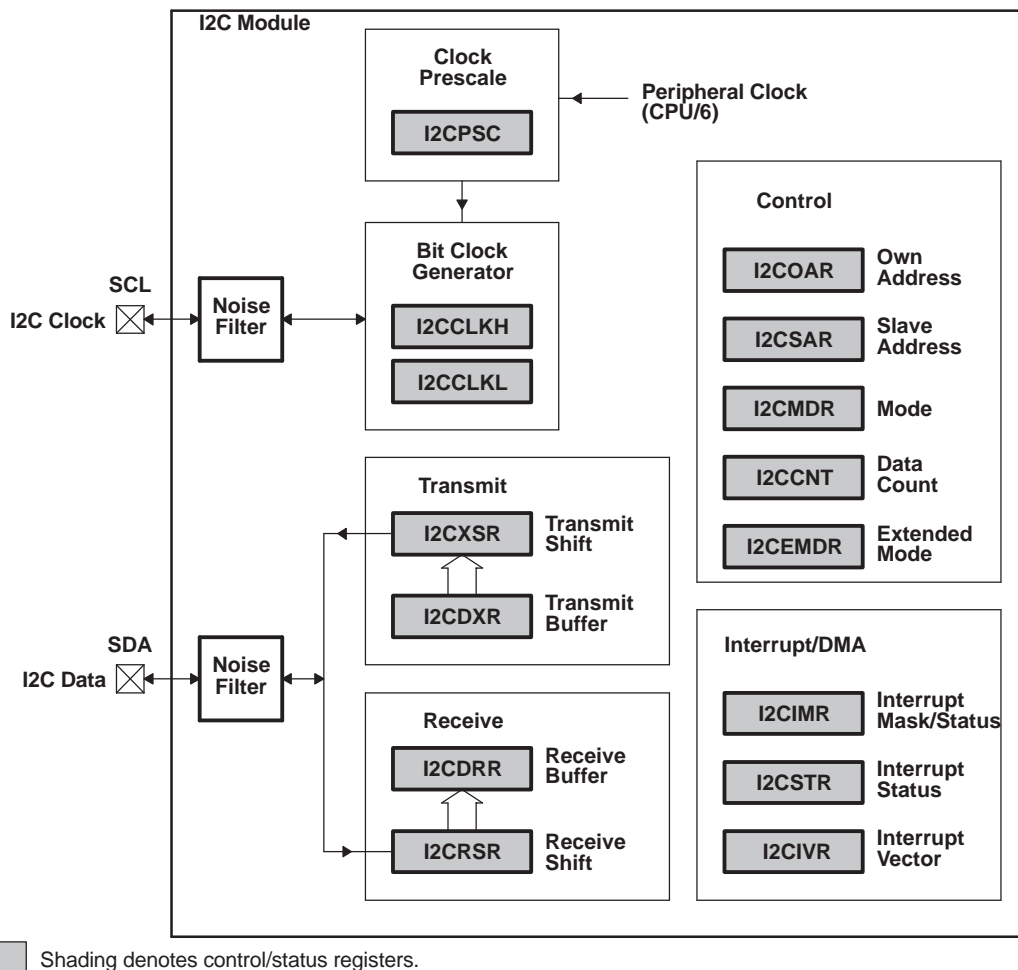 I2C Module
Clock
Prescale
I2CPSC
Peripheral Clock
(CPU/6)
Bit Clock
Generator
I2CCLKH
I2CCLKL
SCL
I2C Clock
Noise
Filter
Control
I2COAR
Own
Address
I2CSAR
Slave
Address
I2CMDR
Mode
I2CCNT
Data
Count
I2CEMDR
Extended
Mode
Transmit
I2CXSR
Transmit
Shift
I2CDXR
Transmit
Buffer
SDA
I2C Data
Noise
Filter
Receive
I2CDRR
Receive
Buffer
I2CRSR
Receive
Shift
Interrupt/DMA
I2CIMR
Interrupt
Mask/Status
I2CSTR
Interrupt
Status
I2CIVR
Interrupt
Vector
Shading denotes control/status registers.